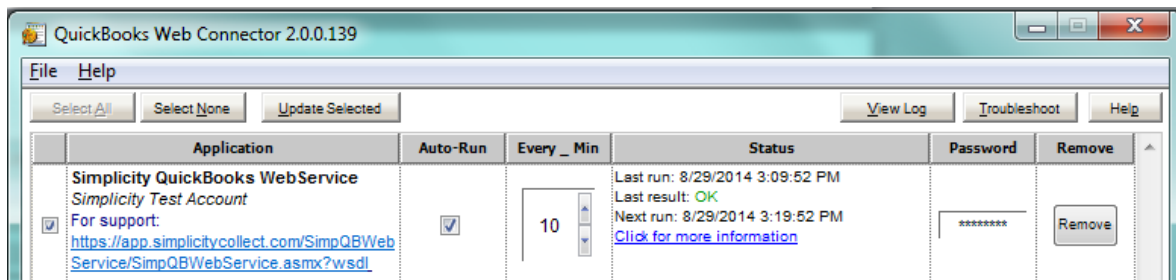 QuickBooks Web Connector 2.0.0.139
File Help
Select All Select None Update Selected View Log Troubleshoot Help
Application Auto-Run Every _ Min Status Password Remove
Simplicity QuickBooks WebService
Simplicity Test Account
For support:
https://app.simplicitycollect.com/SimpQBWeb
Service/SimpQBWebService.asmx?wsdl
10
Last run: 8/29/2014 3:09:52 PM
Last result: OK
Next run: 8/29/2014 3:19:52 PM
Click for more information
********
Remove